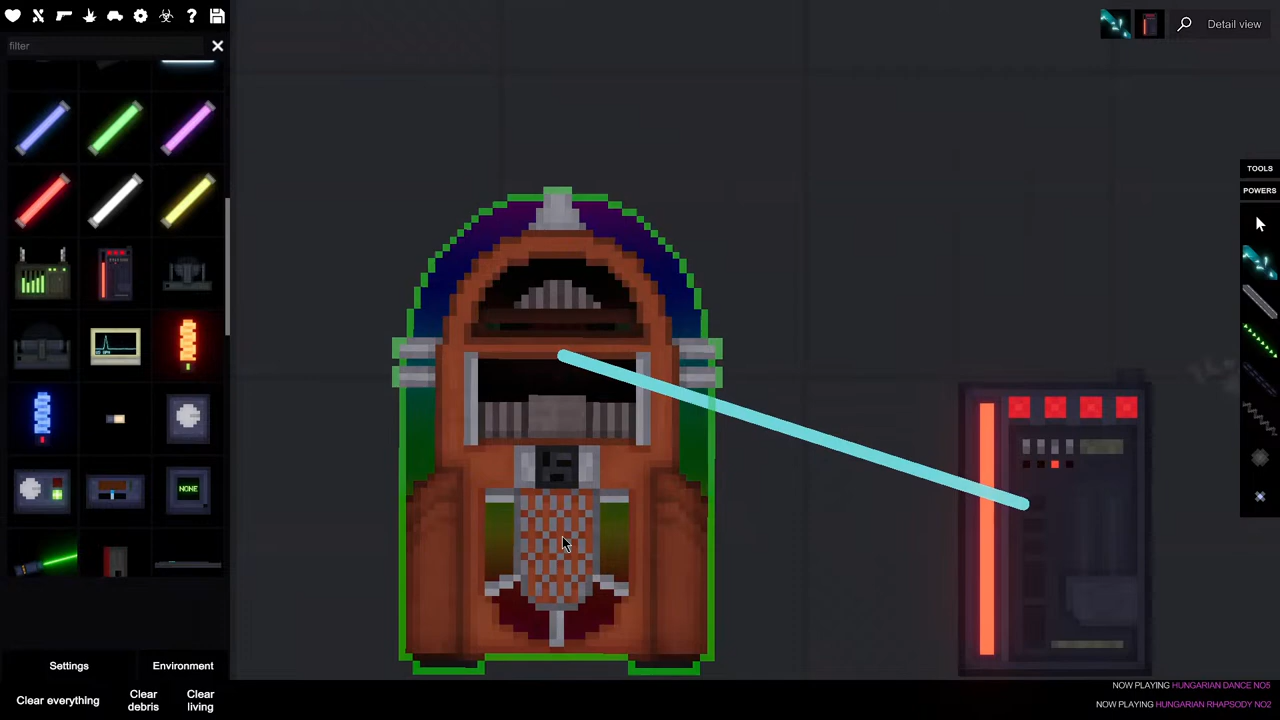 filter
Detail view
TOOLS
POWERS
NONE
Settings
Environment
Clear everything
Clear debris
Clear living
NOW PLAYING HUNGARIAN DANCE NO5
NOW PLAYING HUNGARIAN RHAPSODY NO2